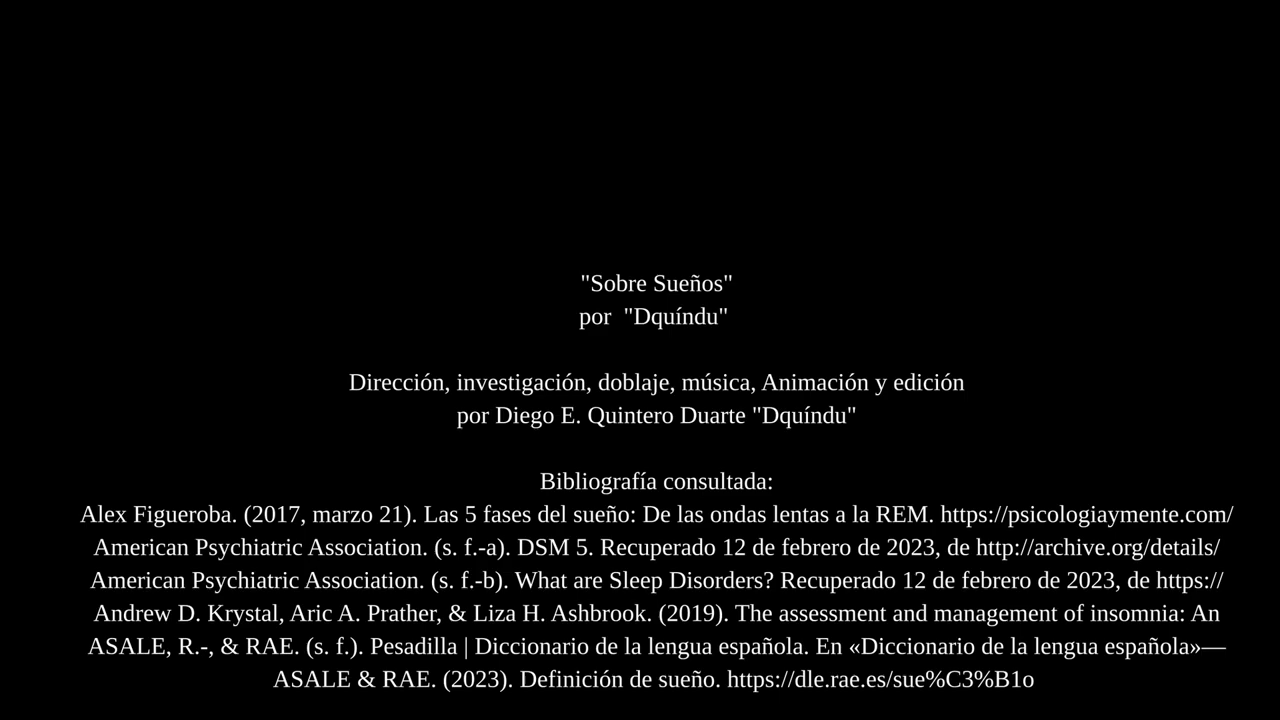 "Sobre Sueños"
por  "Dquíndu"
Dirección, investigación, doblaje, música, Animación y edición
por Diego E. Quintero Duarte "Dquíndu"
Bibliografía consultada:
Alex Figueroba. (2017, marzo 21). Las 5 fases del sueño: De las ondas lentas a la REM. https://psicologiaymente.com/
American Psychiatric Association. (s. f.-a). DSM 5. Recuperado 12 de febrero de 2023, de http://archive.org/details/
American Psychiatric Association. (s. f.-b). What are Sleep Disorders? Recuperado 12 de febrero de 2023, de https://
Andrew D. Krystal, Aric A. Prather, & Liza H. Ashbrook. (2019). The assessment and management of insomnia: An
ASALE, R.-, & RAE. (s. f.). Pesadilla | Diccionario de la lengua española. En «Diccionario de la lengua española»—
ASALE & RAE. (2023). Definición de sueño. https://dle.rae.es/sue%C3%B1o